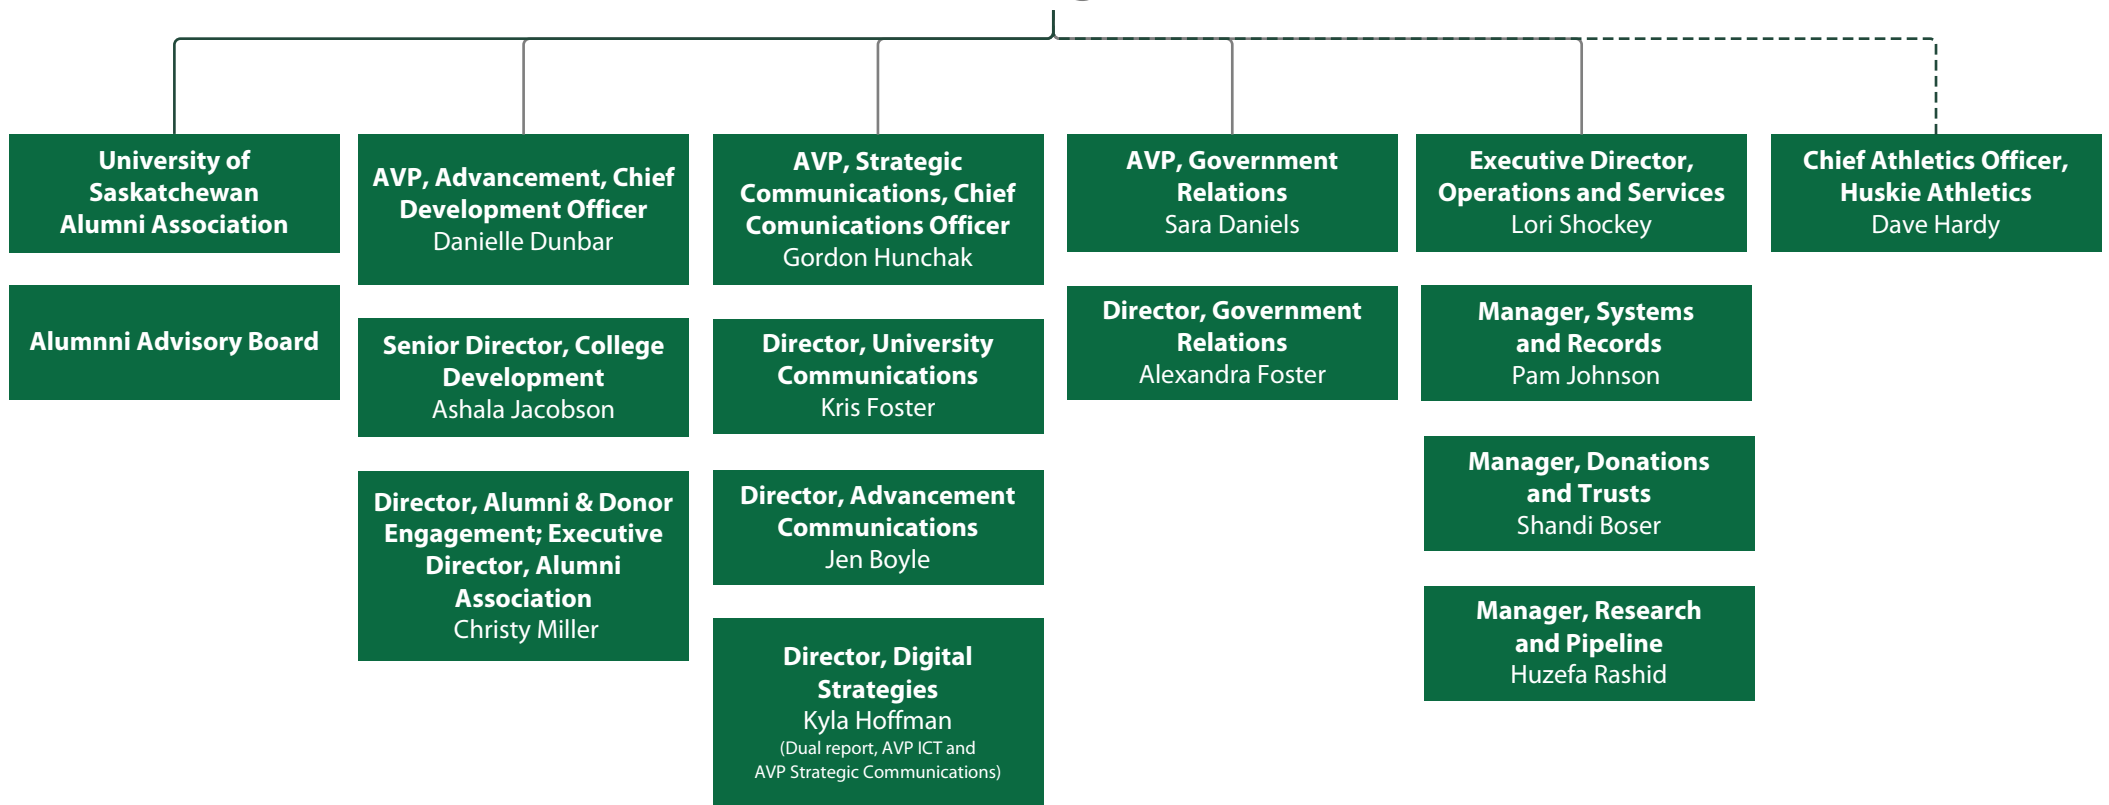 University of
Saskatchewan
Alumni Association
Alumnni Advisory Board
AVP, Advancement, Chief
Development Officer
Danielle Dunbar
Senior Director, College
Development
Ashala Jacobson
Director, Alumni & Donor
Engagement; Executive
Director, Alumni
Association
Christy Miller
AVP, Strategic
Communications, Chief
Comunications Officer
Gordon Hunchak
Director, University
Communications
Kris Foster
Director, Advancement
Communications
Jen Boyle
Director, Digital
Strategies
Kyla Hoffman
(Dual report, AVP ICT and
AVP Strategic Communications)
AVP, Government
Relations
Sara Daniels
Director, Government
Relations
Alexandra Foster
Executive Director,
Operations and Services
Lori Shockey
Manager, Systems
and Records
Pam Johnson
Manager, Donations
and Trusts
Shandi Boser
Manager, Research
and Pipeline
Huzefa Rashid
Chief Athletics Officer,
Huskie Athletics
Dave Hardy